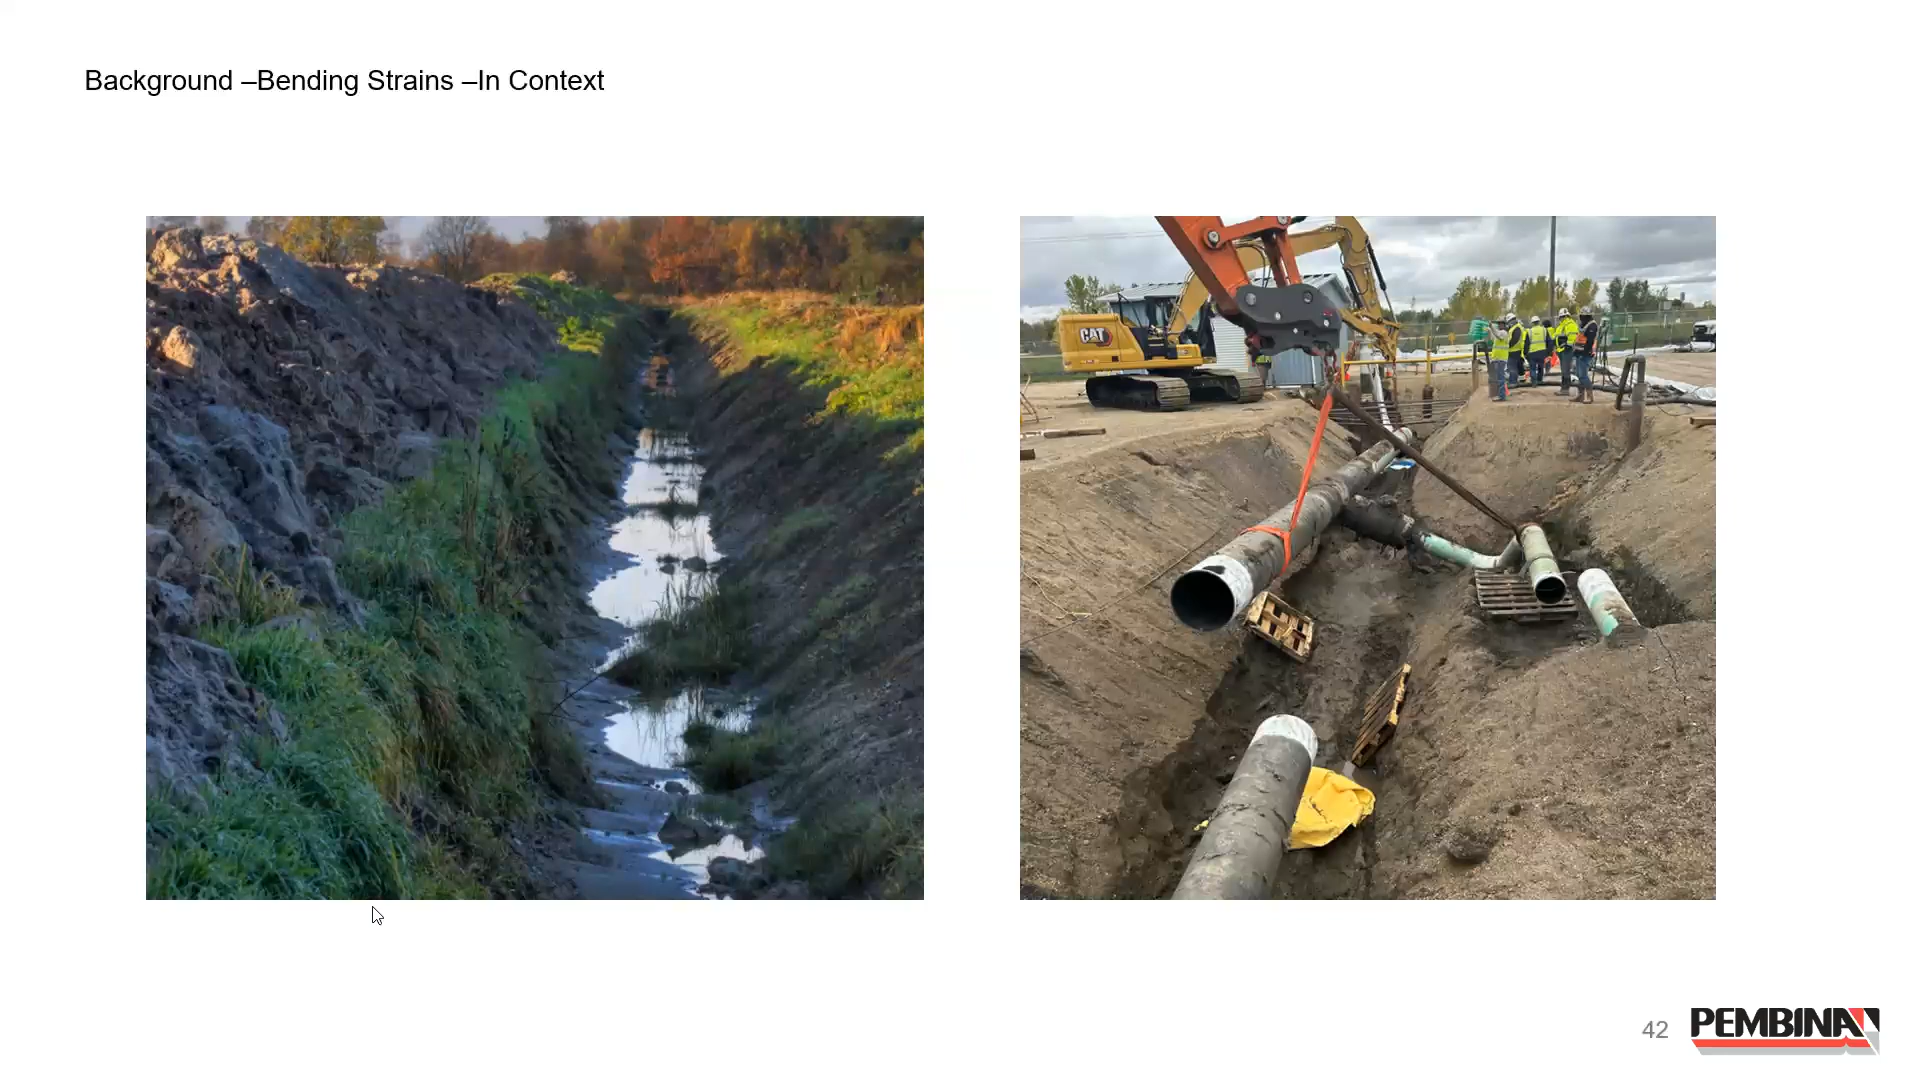 Background –Bending Strains –In Context
CAT
42
PEMBINA